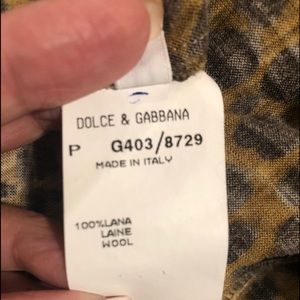 DOLCE & GABBANA
P G403/8729
MADE IN ITALY
100%LANA
LAINE
WOOL